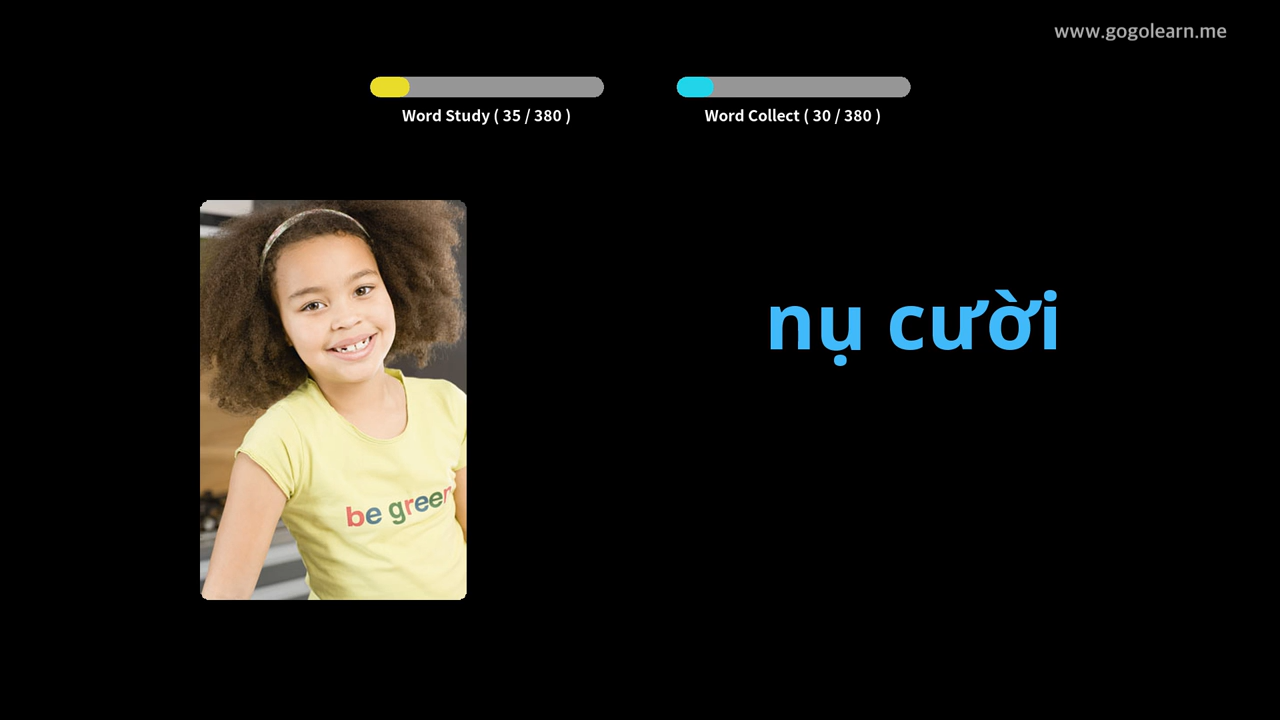 www.gogolearn.me
Word Study ( 35 / 380 )
Word Collect ( 30 / 380 )
nụ cười
be green